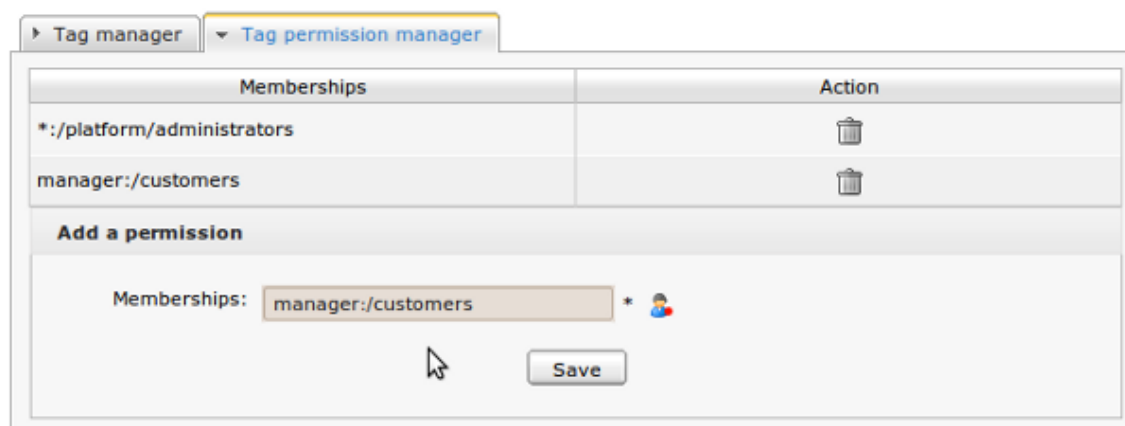 Tag manager Tag permission manager
Memberships Action
*:/platform/administrators
manager:/customers
Add a permission
Memberships: manager:/customers *
Save